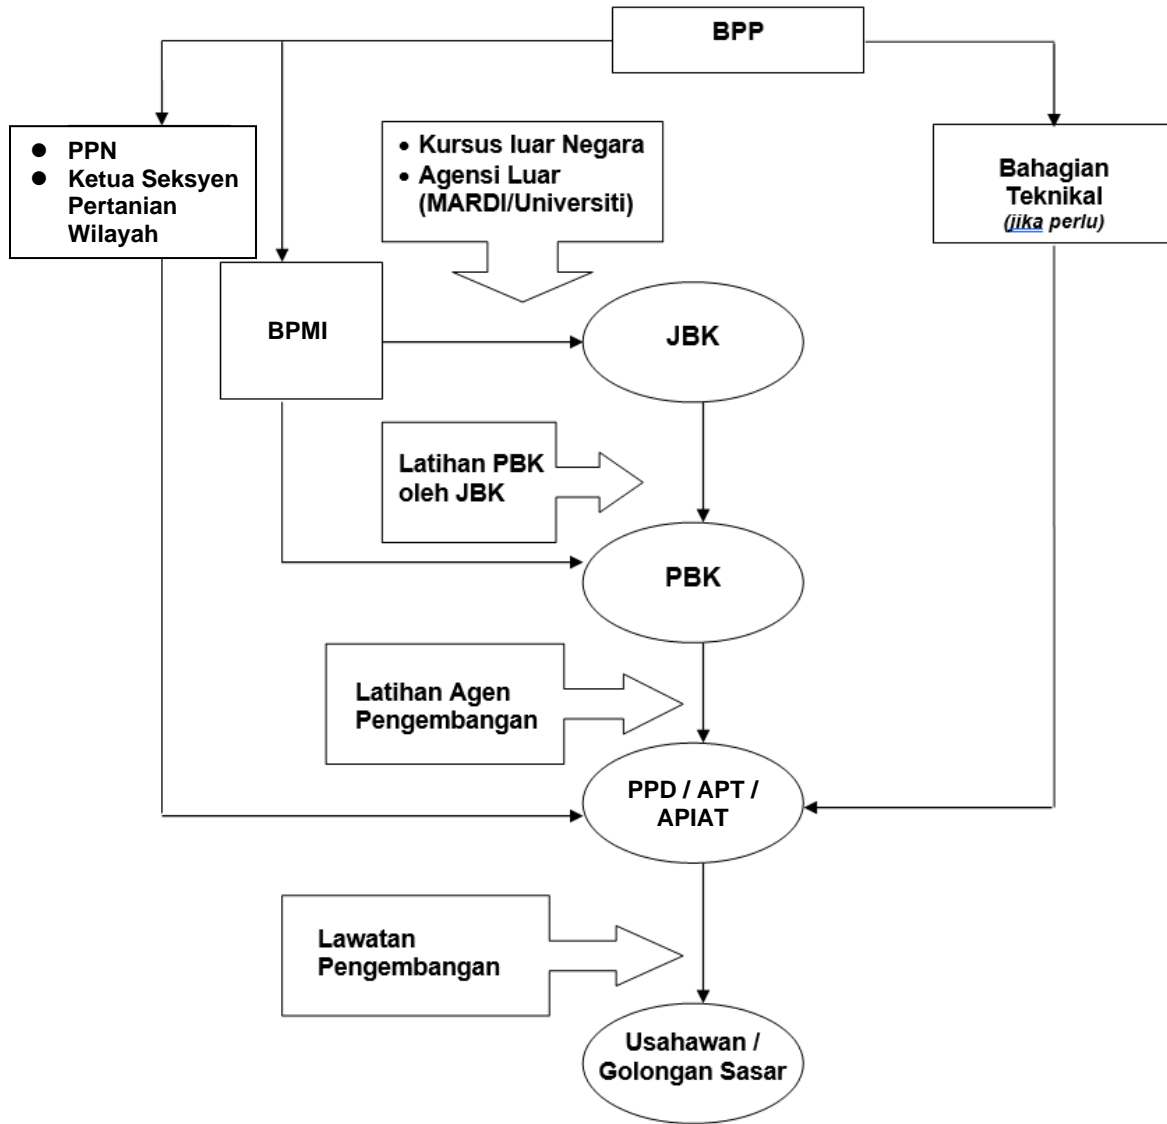 BPP
● PPN
● Ketua Seksyen
Pertanian
Wilayah
• Kursus luar Negara
• Agensi Luar
(MARDI/Universiti)
Bahagian
Teknikal
(jika perlu)
BPMI
JBK
Latihan PBK
oleh JBK
PBK
Latihan Agen
Pengembangan
PPD / APT /
APIAT
Lawatan
Pengembangan
Usahawan /
Golongan Sasar